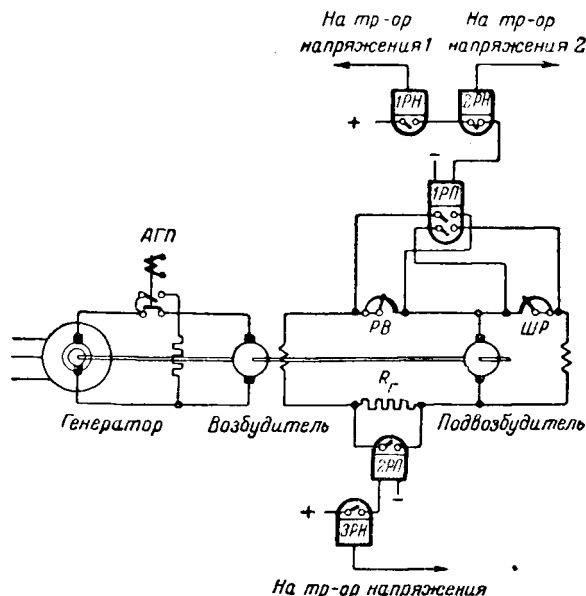 На тр-ор
напряжения 1
На тр-ор
напряжения 2
1РН
2РН
+
−
1РП
АГП
РВ
ШР
Rг
Генератор
Возбудитель
Подвозбудитель
2РП
+
−
3РН
На тр-ор напряжения